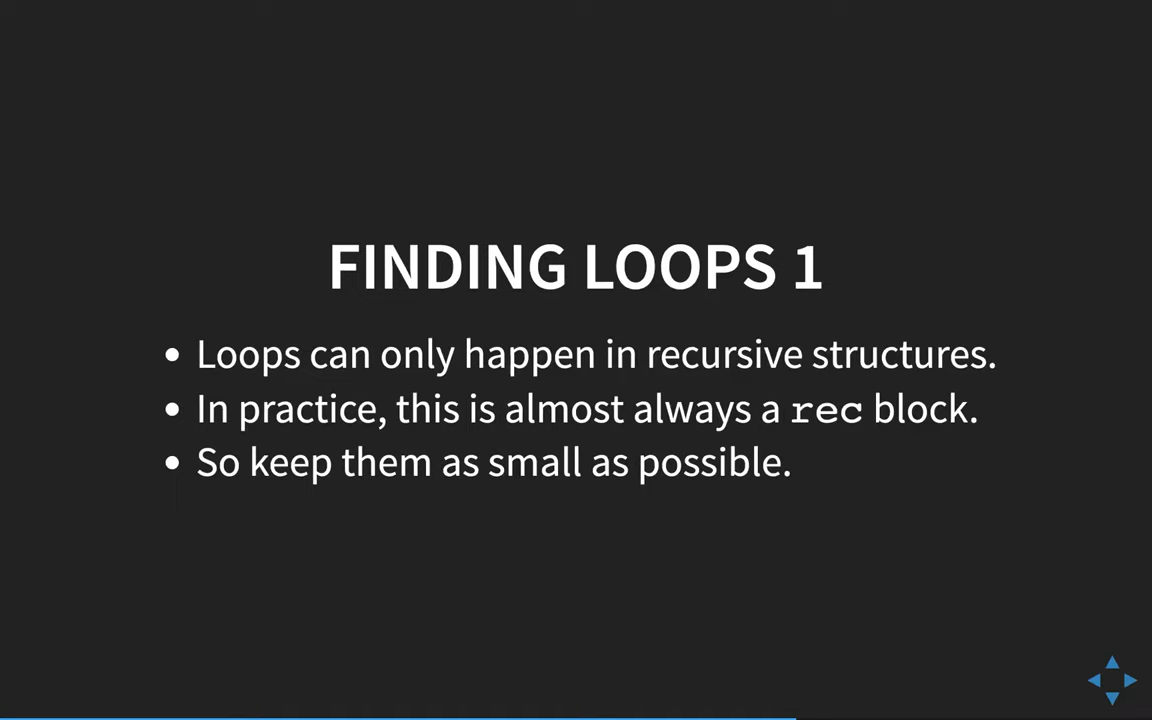 FINDING LOOPS 1
• Loops can only happen in recursive structures.
• In practice, this is almost always a rec block.
• So keep them as small as possible.